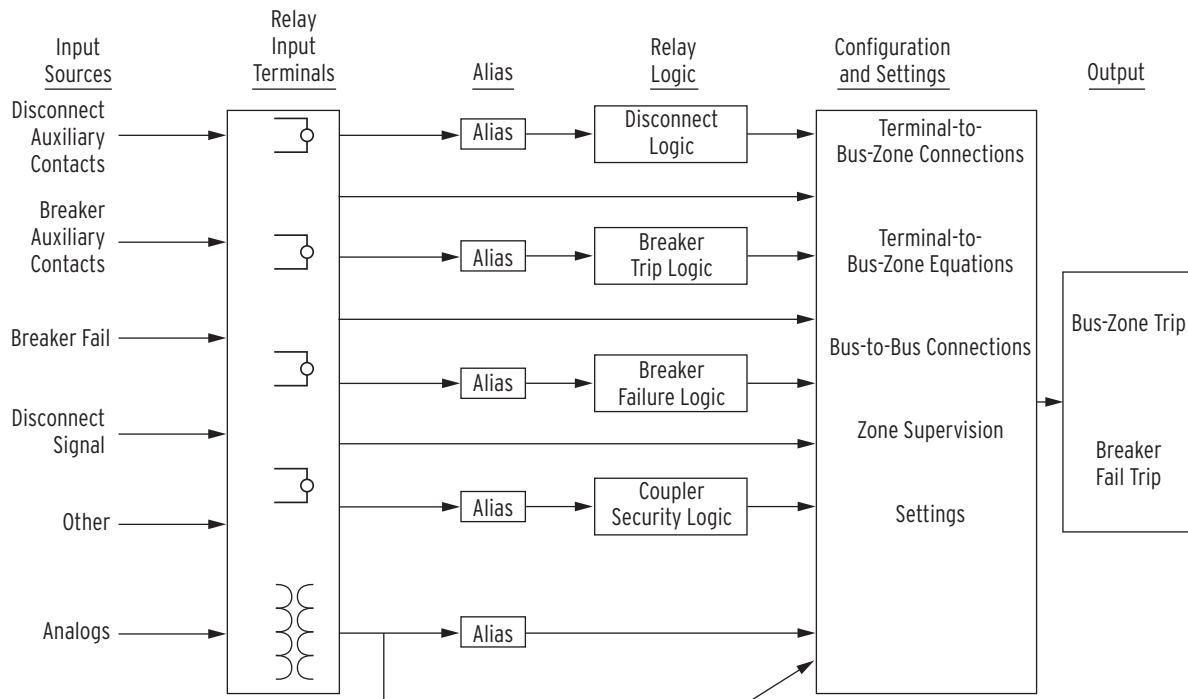 Input
Sources
Relay
Input
Terminals
Alias
Relay
Logic
Configuration
and Settings
Output
Disconnect
Auxiliary
Contacts
Breaker
Auxiliary
Contacts
Breaker Fail
Disconnect
Signal
Other
Analogs
Alias
Disconnect
Logic
Alias
Breaker
Trip Logic
Alias
Breaker
Failure Logic
Alias
Coupler
Security Logic
Alias
Terminal-to-
Bus-Zone Connections
Terminal-to-
Bus-Zone Equations
Bus-to-Bus Connections
Zone Supervision
Settings
Bus-Zone Trip
Breaker
Fail Trip